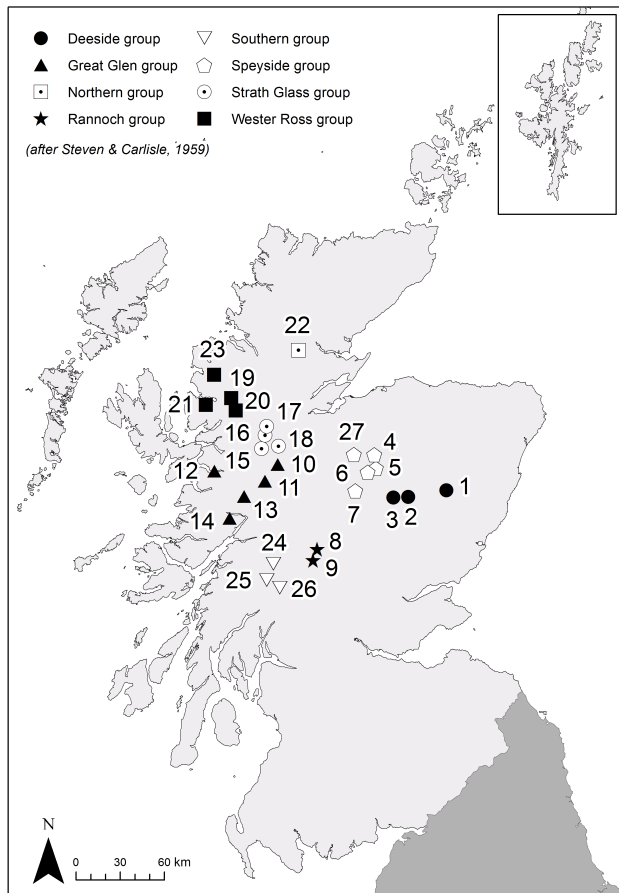 Deeside group
Southern group
Great Glen group
Speyside group
Northern group
Strath Glass group
Rannoch group
Wester Ross group
(after Steven & Carlisle, 1959)
22
23
19
21
20
17
16
18
27
4
15
10
12
6
5
11
1
13
7
3
2
14
8
24
9
25
26
N
0 30 60 km